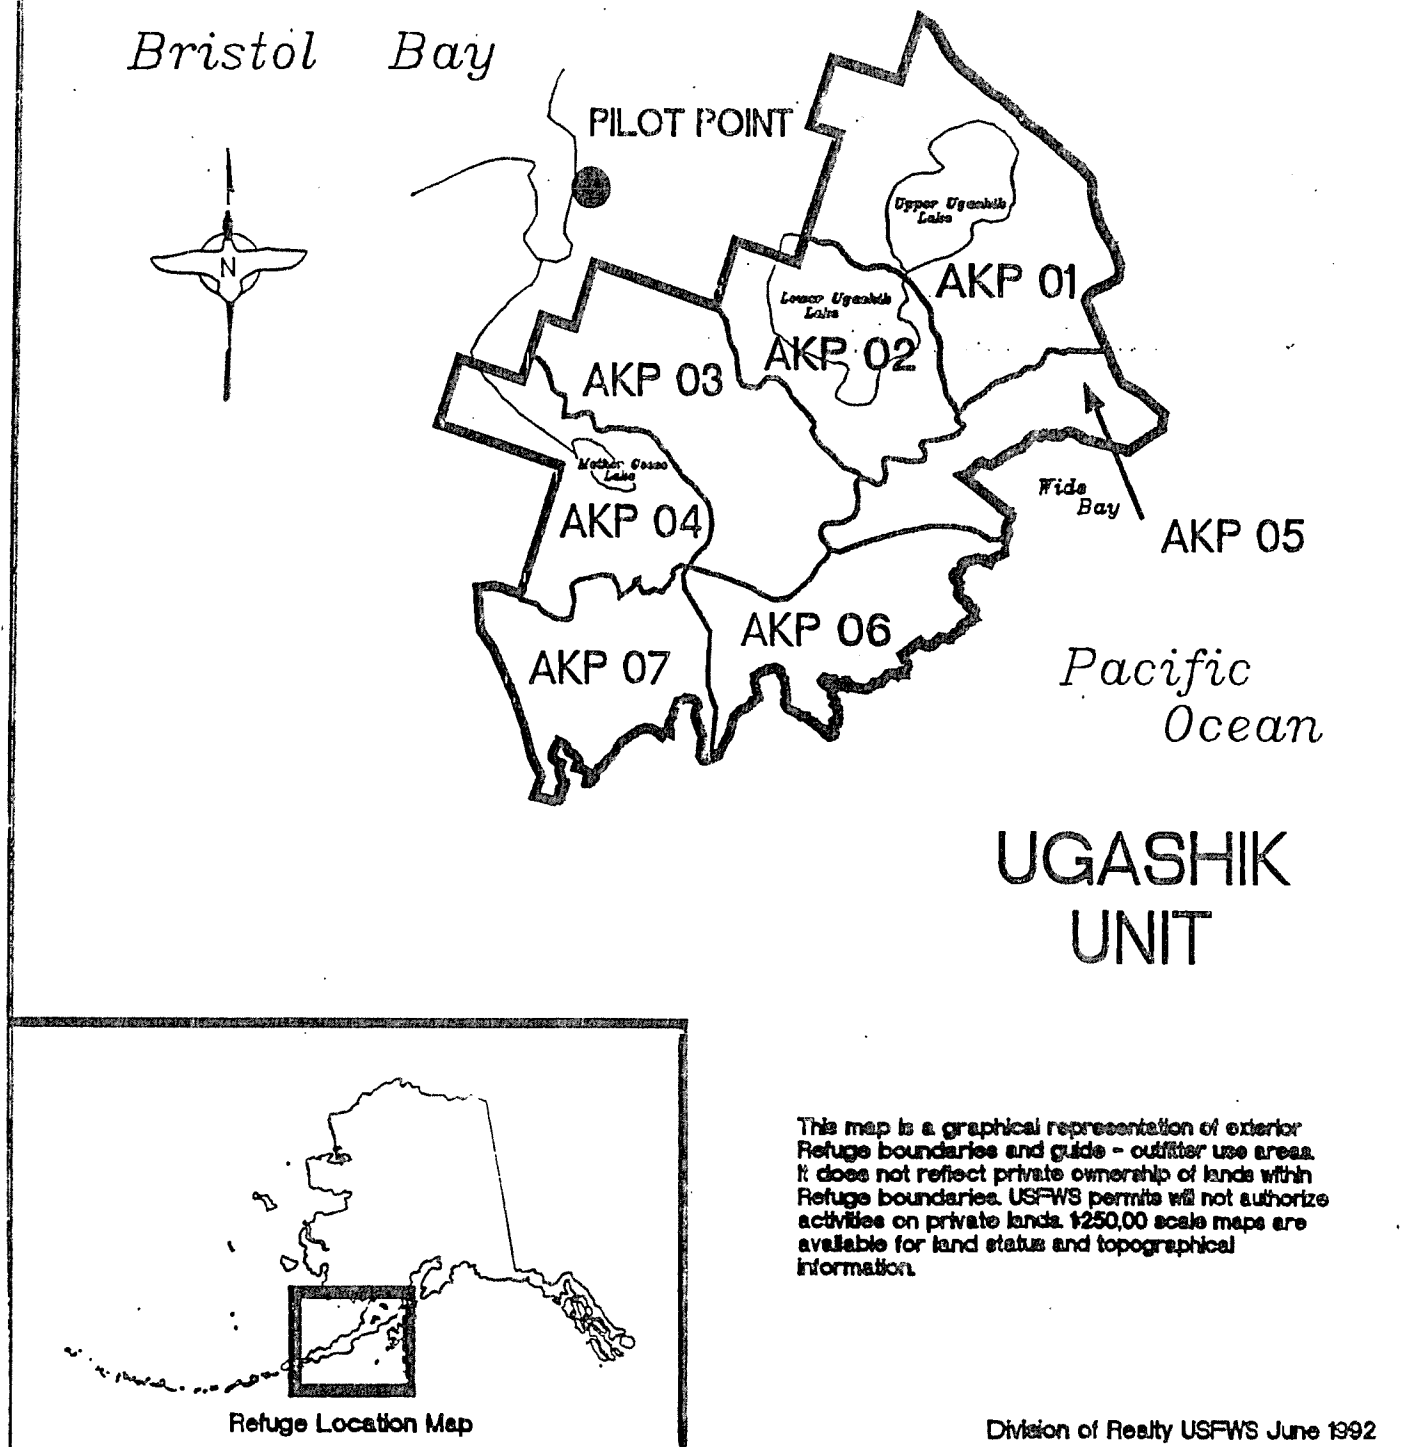 Bristol Bay
PILOT POINT
N
Upper Ugashik
Lake
AKP 01
Lower Ugashik
Lake
AKP 02
AKP 03
Mother Goose
Lake
AKP 04
Wide
Bay
AKP 05
AKP 06
AKP 07
Pacific
Ocean
UGASHIK
UNIT
This map is a graphical representation of exterior
Refuge boundaries and guide - outfitter use areas.
It does not reflect private ownership of lands within
Refuge boundaries. USFWS permits will not authorize
activities on private lands. 1:250,00 scale maps are
available for land status and topographical
information.
Refuge Location Map
Division of Realty USFWS June 1992